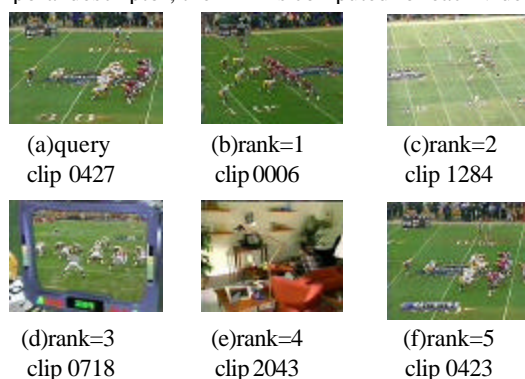 (a)query (b)rank=1 (c)rank=2
clip 0427 clip 0006 clip 1284
(d)rank=3 (e)rank=4 (f)rank=5
clip 0718 clip 2043 clip 0423